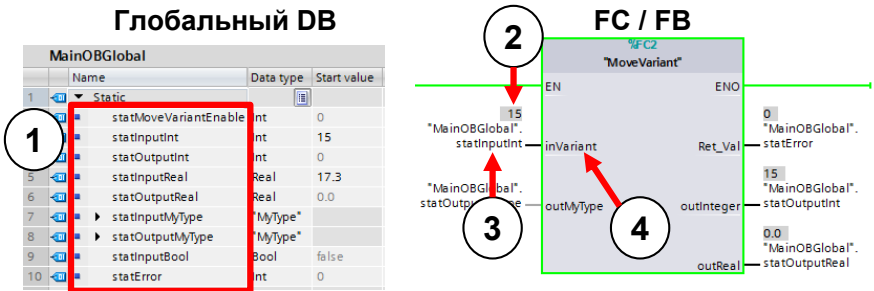 Глобальный DB
MainOBGlobal
Name Data type Start value
1 Static
statMoveVariantEnable Int 0
statInputInt Int 15
1
statOutputInt Int 0
5 statInputReal Real 17.3
6 statOutputReal Real 0.0
7 statInputMyType "MyType"
8 statOutputMyType "MyType"
9 statInputBool Bool false
10 statError Int 0
FC / FB
2
%FC2
"MoveVariant"
EN ENO
15
"MainOBGlobal".
statInputInt inVariant
0
"MainOBGlobal".
Ret_Val statError
"MainOBGlobal".
outMyType
15
"MainOBGlobal".
outInteger statOutputInt
3
4
0.0
"MainOBGlobal".
outReal statOutputReal